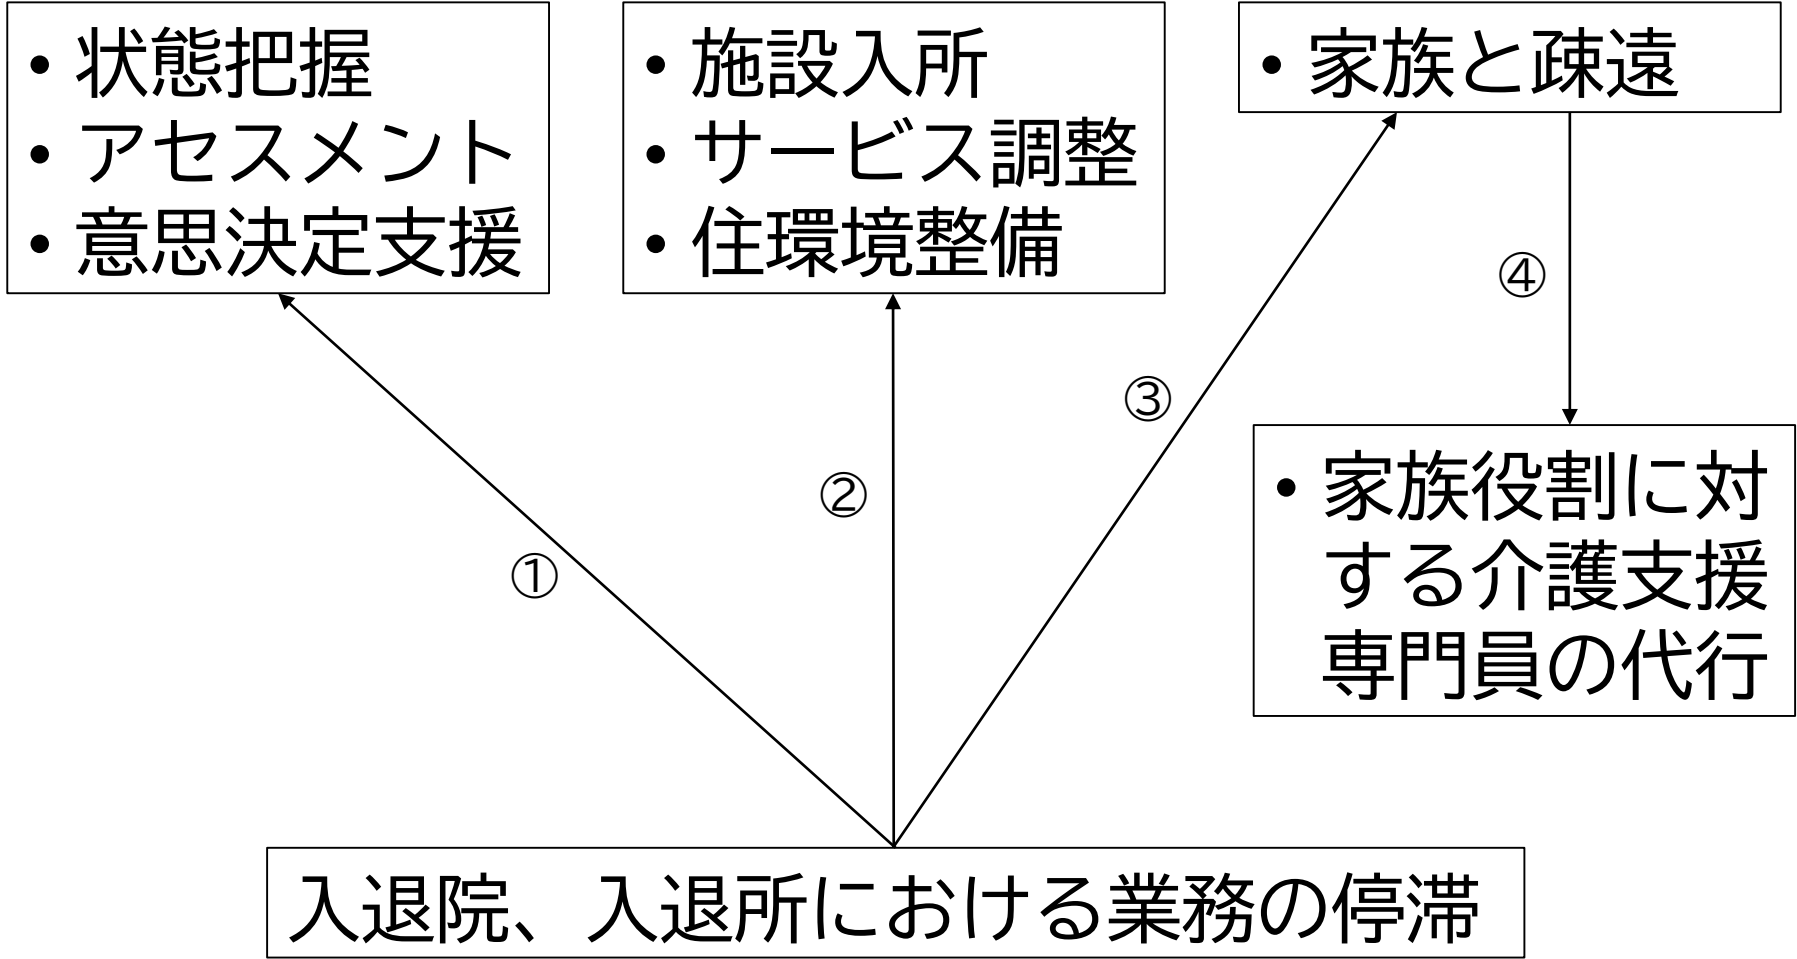 • 状態把握
• アセスメント
• 意思決定支援
• 施設入所
• サービス調整
• 住環境整備
• 家族と疎遠
④
③
②
①
• 家族役割に対
する介護支援
専門員の代行
入退院、入退所における業務の停滞